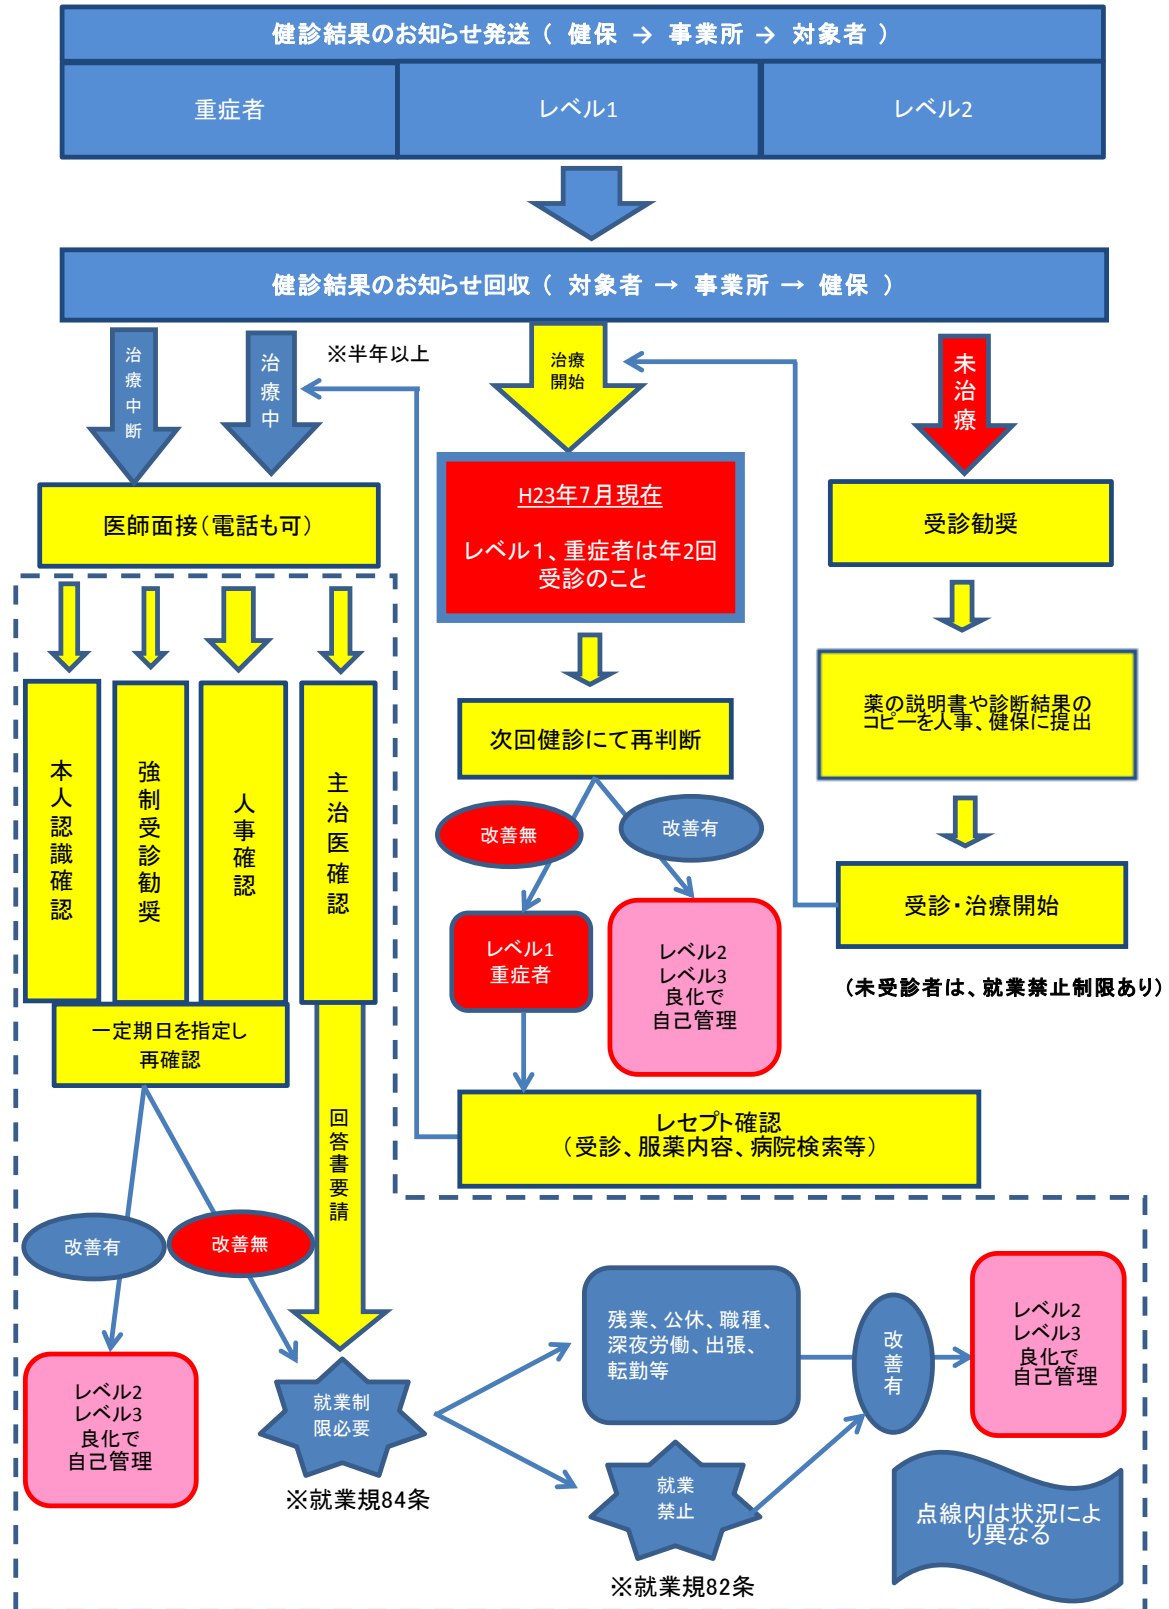 健診結果のお知らせ発送（ 健保 → 事業所 → 対象者 ）
重症者
レベル1
レベル2
健診結果のお知らせ回収（ 対象者 → 事業所 → 健保 ）
治療中断
治療中
※半年以上
治療
開始
未治療
医師面接（電話も可）
H23年7月現在
レベル１、重症者は年2回
受診のこと
受診勧奨
薬の説明書や診断結果の
コピーを人事、健保に提出
次回健診にて再判断
本人認識確認
強制受診勧奨
人事確認
主治医確認
改善無
改善有
受診・治療開始
レベル1
重症者
レベル2
レベル3
良化で
自己管理
（未受診者は、就業禁止制限あり）
一定期日を指定し
再確認
レセプト確認
（受診、服薬内容、病院検索等）
回答書要請
改善有
改善無
残業、公休、職種、
深夜労働、出張、
転勤等
改善有
レベル2
レベル3
良化で
自己管理
レベル2
レベル3
良化で
自己管理
就業制
限必要
※就業規84条
就業
禁止
※就業規82条
点線内は状況によ
り異なる